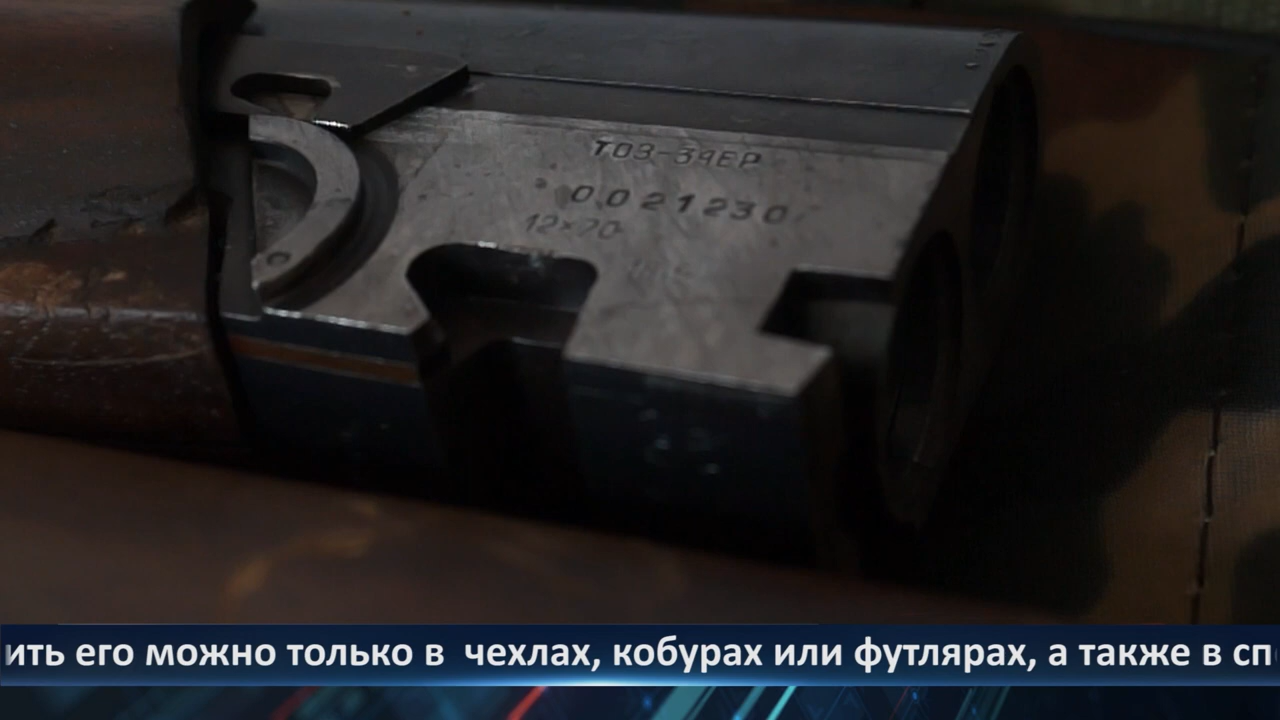 ТОЗ-34ЕР
0021230
12×70
ить его можно только в чехлах, кобурах или футлярах, а также в сп